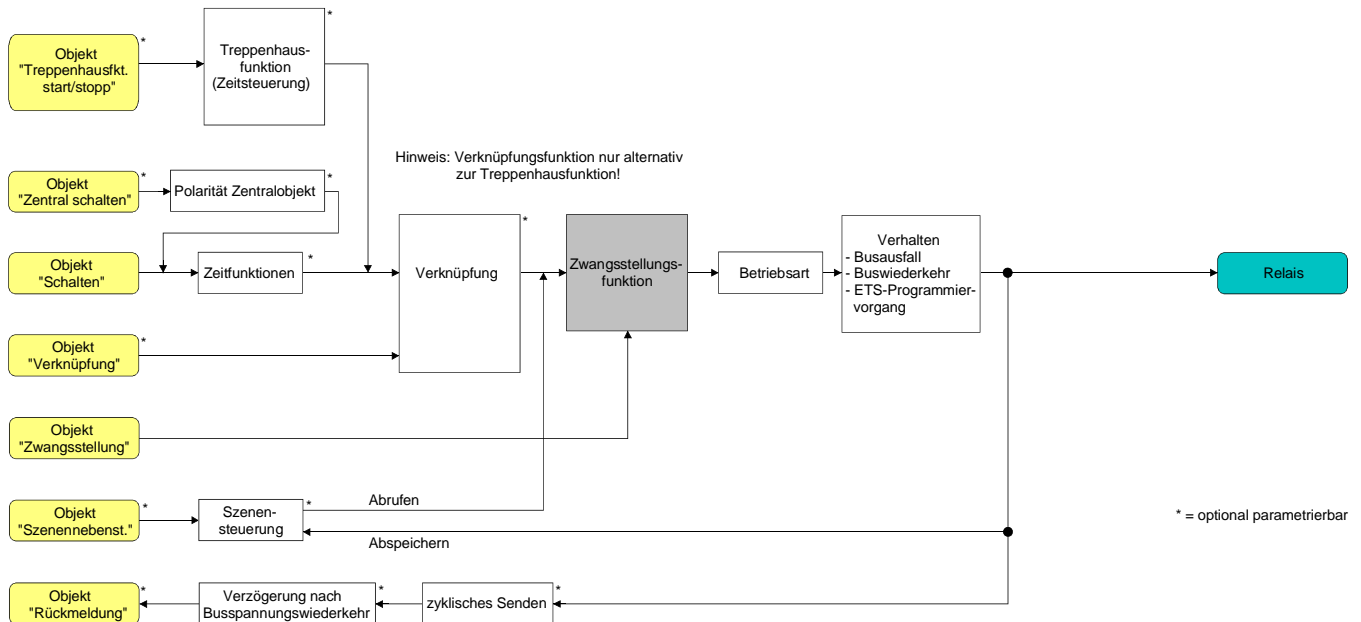 *
Objekt
"Treppenhausfkt.
start/stopp"
*
Treppenhaus-
funktion
(Zeitsteuerung)
Hinweis: Verknüpfungsfunktion nur alternativ
zur Treppenhausfunktion!
*
Objekt
"Zentral schalten"
*
Polarität Zentralobjekt
Objekt
"Schalten"
*
Zeitfunktionen
*
Verknüpfung
Zwangsstellungs-
funktion
Betriebsart
Verhalten
- Busausfall
- Buswiederkehr
- ETS-Programmier-
vorgang
Relais
*
Objekt
"Verknüpfung"
Objekt
"Zwangsstellung"
*
Objekt
"Szenennebenst."
*
Szenen-
steuerung
Abrufen
Abspeichern
* = optional parametrierbar
*
Objekt
"Rückmeldung"
*
Verzögerung nach
Busspannungswiederkehr
*
zyklisches Senden